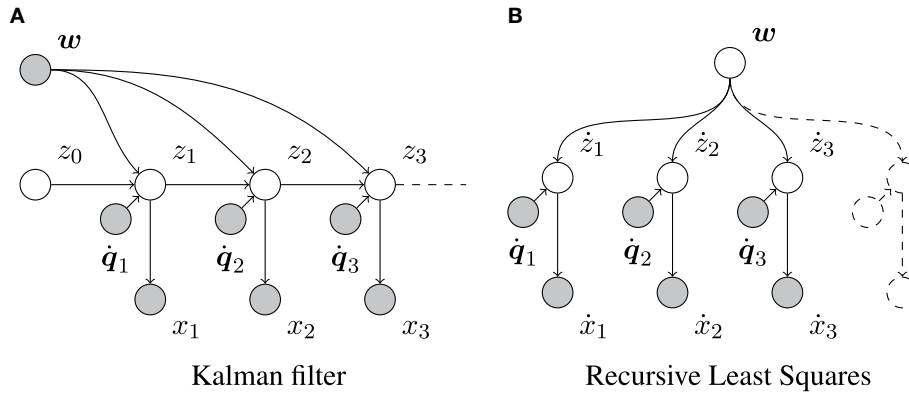 A
w
z₀ z₁ z₂ z₃
q̇₁ q̇₂ q̇₃
x₁ x₂ x₃
Kalman filter
B
w
ż₁ ż₂ ż₃
q̇₁ q̇₂ q̇₃
ẋ₁ ẋ₂ ẋ₃
Recursive Least Squares